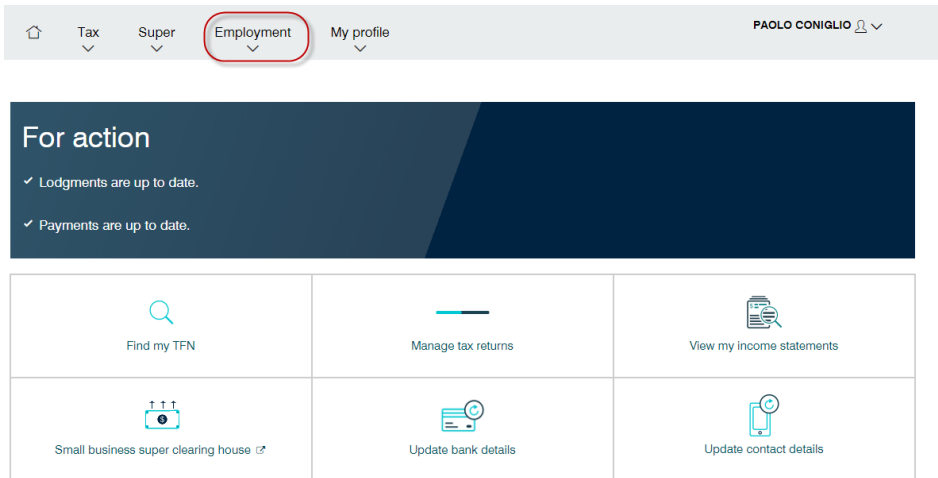 Tax
Super
Employment
My profile
PAOLO CONIGLIO
For action
Lodgments are up to date.
Payments are up to date.
Find my TFN
Manage tax returns
View my income statements
Small business super clearing house
Update bank details
Update contact details